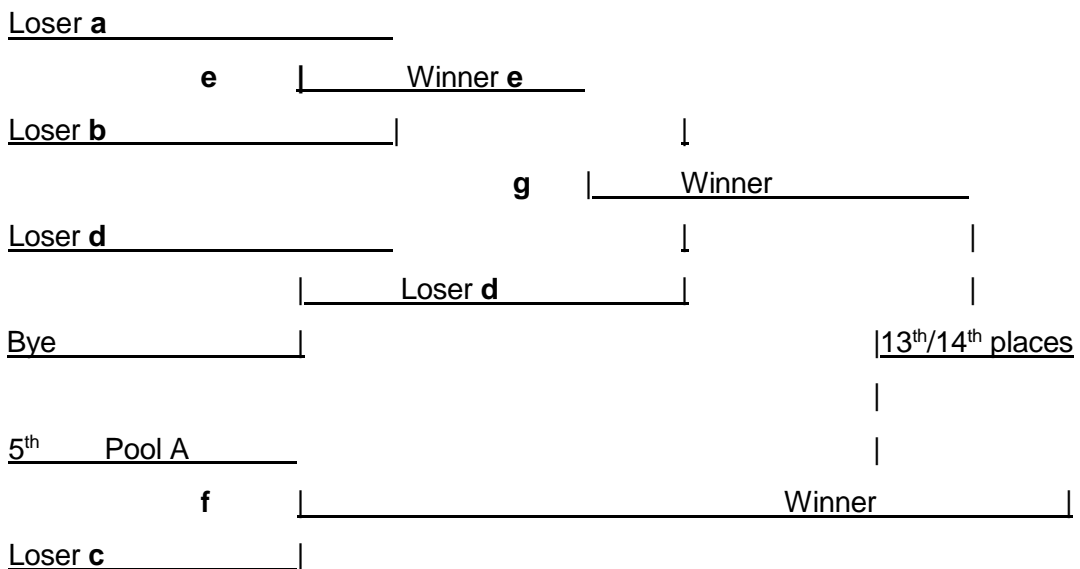 Loser a
e Winner e
Loser b
g Winner
Loser d
Loser d
Bye 13th/14th places
5th Pool A
f Winner
Loser c